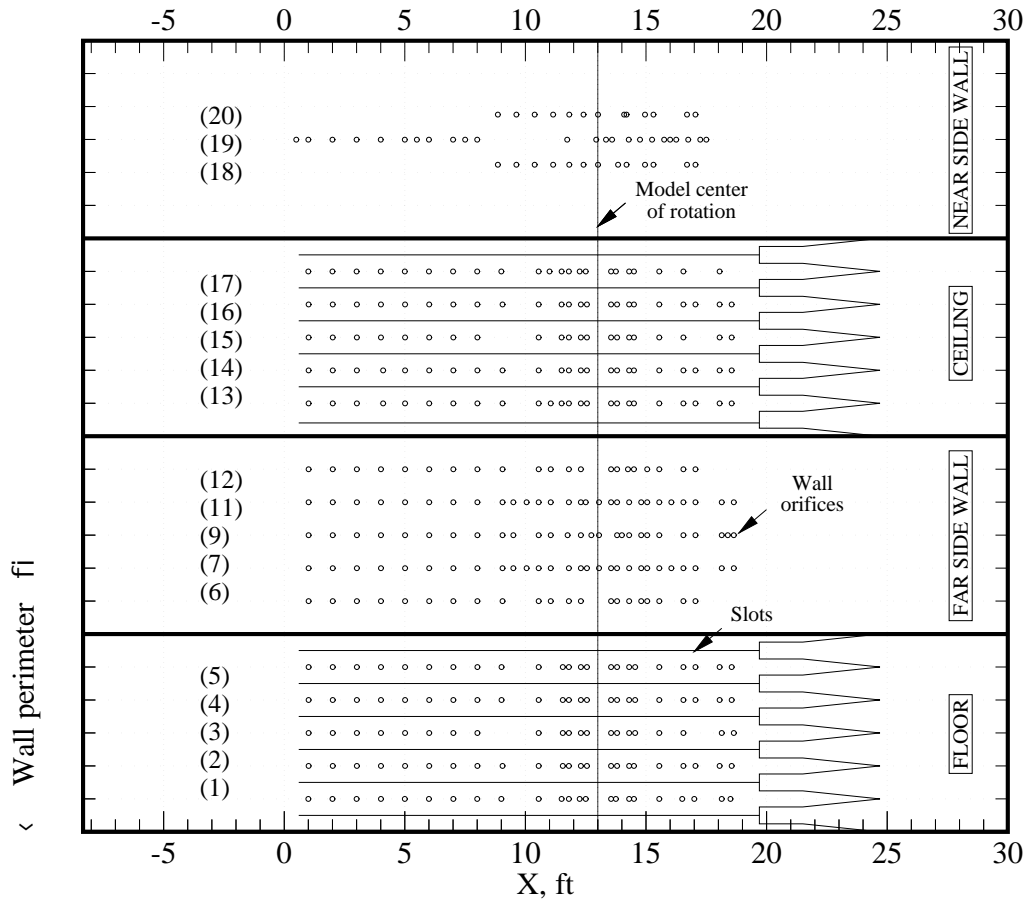 -5 0 5 10 15 20 25 30
(20)
(19)
(18)
Model center
of rotation
NEAR SIDE WALL
(17)
(16)
(15)
(14)
(13)
CEILING
(12)
(11)
(9)
(7)
(6)
Wall
orifices
FAR SIDE WALL
Slots
(5)
(4)
(3)
(2)
(1)
FLOOR
‹ Wall perimeter fi
-5 0 5 10 15 20 25 30
X, ft